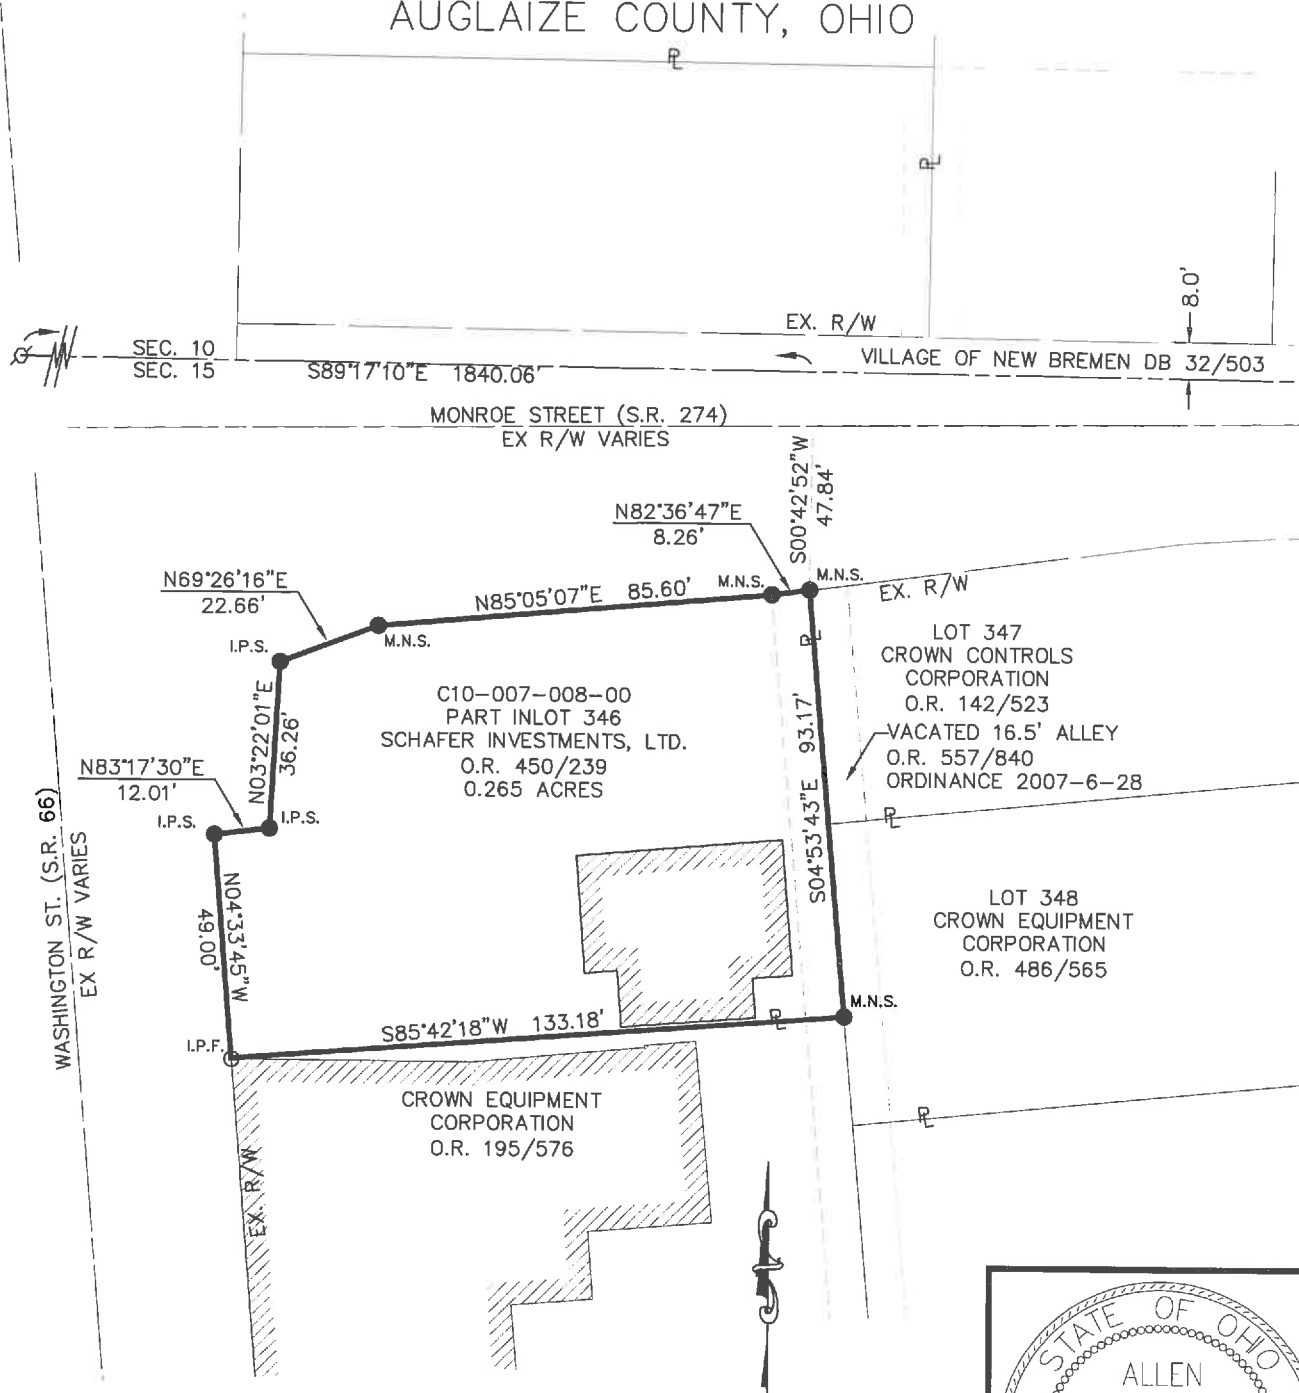 AUGLAIZE COUNTY, OHIO
PL
PL
8.0'
EX. R/W
SEC. 10
SEC. 15
S89°17'10"E 1840.06'
VILLAGE OF NEW BREMEN DB 32/503
MONROE STREET (S.R. 274)
EX R/W VARIES
S00°42'52"W
47.84'
N82°36'47"E
8.26'
N69°26'16"E
22.66'
N85°05'07"E 85.60'
M.N.S.
M.N.S.
EX. R/W
I.P.S.
M.N.S.
PL
LOT 347
CROWN CONTROLS
CORPORATION
O.R. 142/523
VACATED 16.5' ALLEY
O.R. 557/840
ORDINANCE 2007-6-28
C10-007-008-00
PART INLOT 346
SCHAFER INVESTMENTS, LTD.
O.R. 450/239
0.265 ACRES
N03°22'01"E
36.26'
S04°53'43"E 93.17'
N83°17'30"E
12.01'
I.P.S.
I.P.S.
PL
WASHINGTON ST. (S.R. 66)
EX R/W VARIES
N04°33'45"W
49.00'
LOT 348
CROWN EQUIPMENT
CORPORATION
O.R. 486/565
M.N.S.
S85°42'18"W 133.18'
PL
I.P.F.
CROWN EQUIPMENT
CORPORATION
O.R. 195/576
PL
EX. R/W
STATE OF OHIO
ALLEN